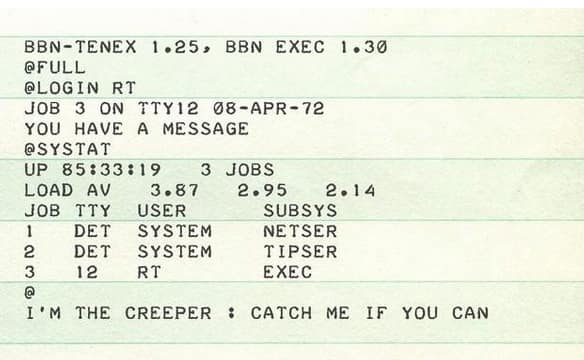 BBN-TENEX 1.25, BBN EXEC 1.30
@FULL
@LOGIN RT
JOB 3 ON TTY12 08-APR-72
YOU HAVE A MESSAGE
@SYSTAT
UP 85:33:19   3 JOBS
LOAD AV   3.87   2.95   2.14
JOB TTY  USER      SUBSYS
1   DET  SYSTEM    NETSER
2   DET  SYSTEM    TIPSER
3   12   RT        EXEC
@
I'M THE CREEPER : CATCH ME IF YOU CAN